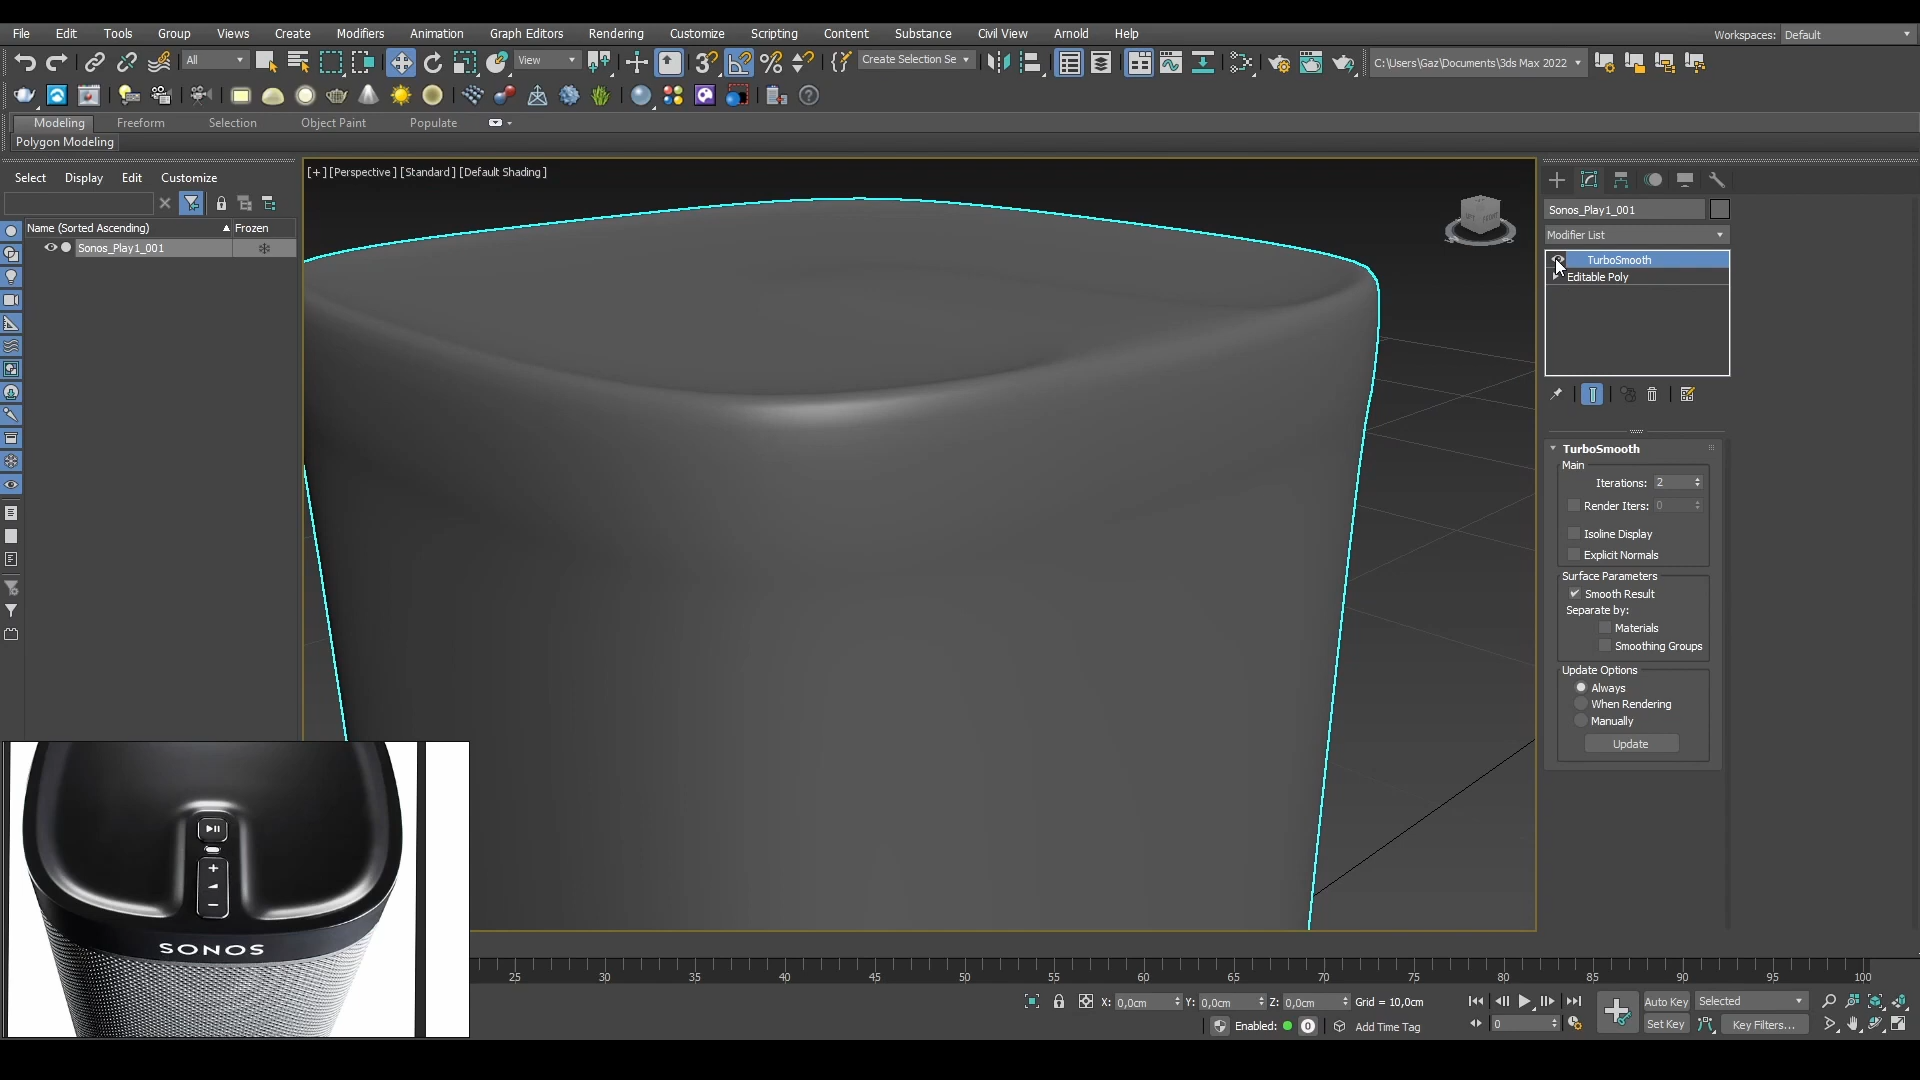 File Edit Tools Group Views Create Modifiers Animation Graph Editors Rendering Customize Scripting Content Substance Civil View Arnold Help Workspaces: Default
All View Create Selection Se C:\Users\Gaz\Documents\3ds Max 2022
Modeling Freeform Selection Object Paint Populate
Polygon Modeling
Select Display Edit Customize
[+] [Perspective ] [Standard ] [Default Shading ]
Name (Sorted Ascending) Frozen
Sonos_Play1_001
Sonos_Play1_001
Modifier List
TurboSmooth
Editable Poly
TurboSmooth
Main
Iterations: 2
Render Iters: 0
Isoline Display
Explicit Normals
Surface Parameters
Smooth Result
Separate by:
Materials
Smoothing Groups
Update Options
Always
When Rendering
Manually
Update
SONOS
25 30 35 40 45 50 55 60 65 70 75 80 85 90 95 100
X: 0,0cm Y: 0,0cm Z: 0,0cm Grid = 10,0cm Auto Key Selected
Enabled: 0 Add Time Tag 0 Set Key Key Filters...